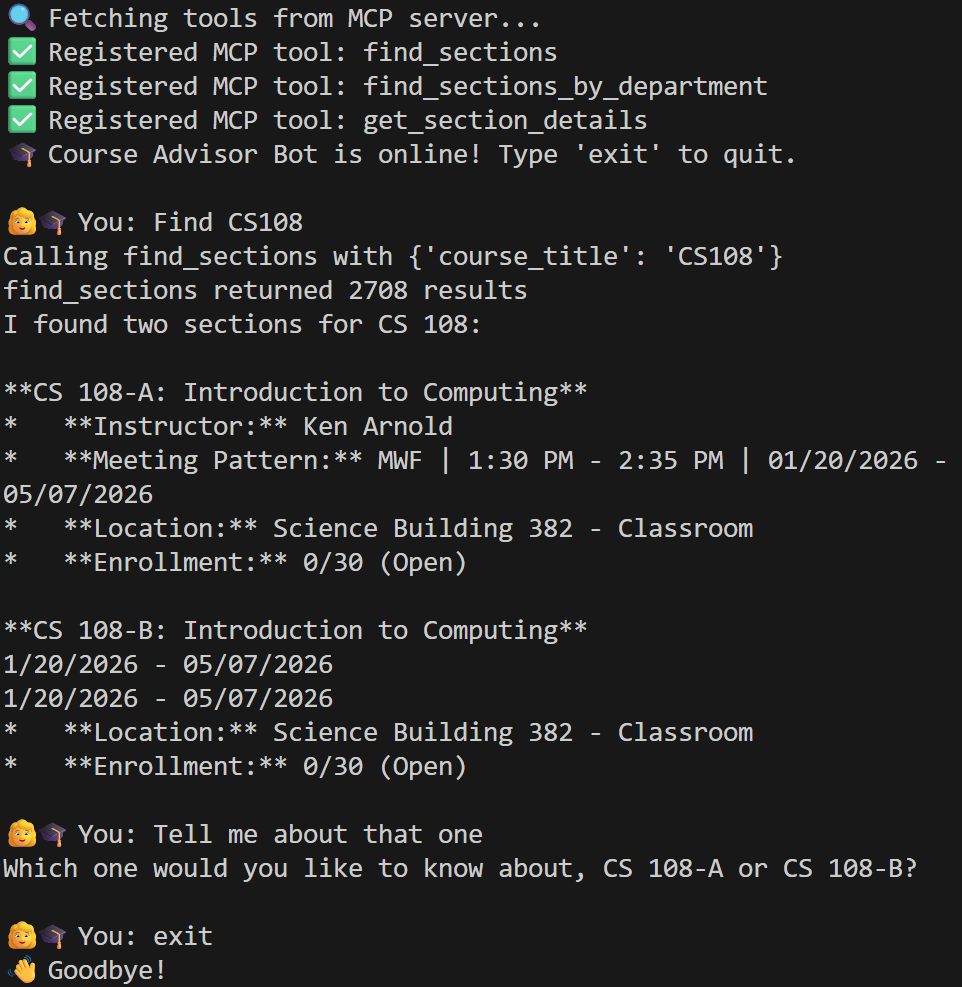 🔍 Fetching tools from MCP server...
✅ Registered MCP tool: find_sections
✅ Registered MCP tool: find_sections_by_department
✅ Registered MCP tool: get_section_details
🎓 Course Advisor Bot is online! Type 'exit' to quit.
🧑‍🎓 You: Find CS108
Calling find_sections with {'course_title': 'CS108'}
find_sections returned 2708 results
I found two sections for CS 108:
**CS 108-A: Introduction to Computing**
*   **Instructor:** Ken Arnold
*   **Meeting Pattern:** MWF | 1:30 PM - 2:35 PM | 01/20/2026 -
05/07/2026
*   **Location:** Science Building 382 - Classroom
*   **Enrollment:** 0/30 (Open)
**CS 108-B: Introduction to Computing**
1/20/2026 - 05/07/2026
1/20/2026 - 05/07/2026
*   **Location:** Science Building 382 - Classroom
*   **Enrollment:** 0/30 (Open)
🧑‍🎓 You: Tell me about that one
Which one would you like to know about, CS 108-A or CS 108-B?
🧑‍🎓 You: exit
👋 Goodbye!